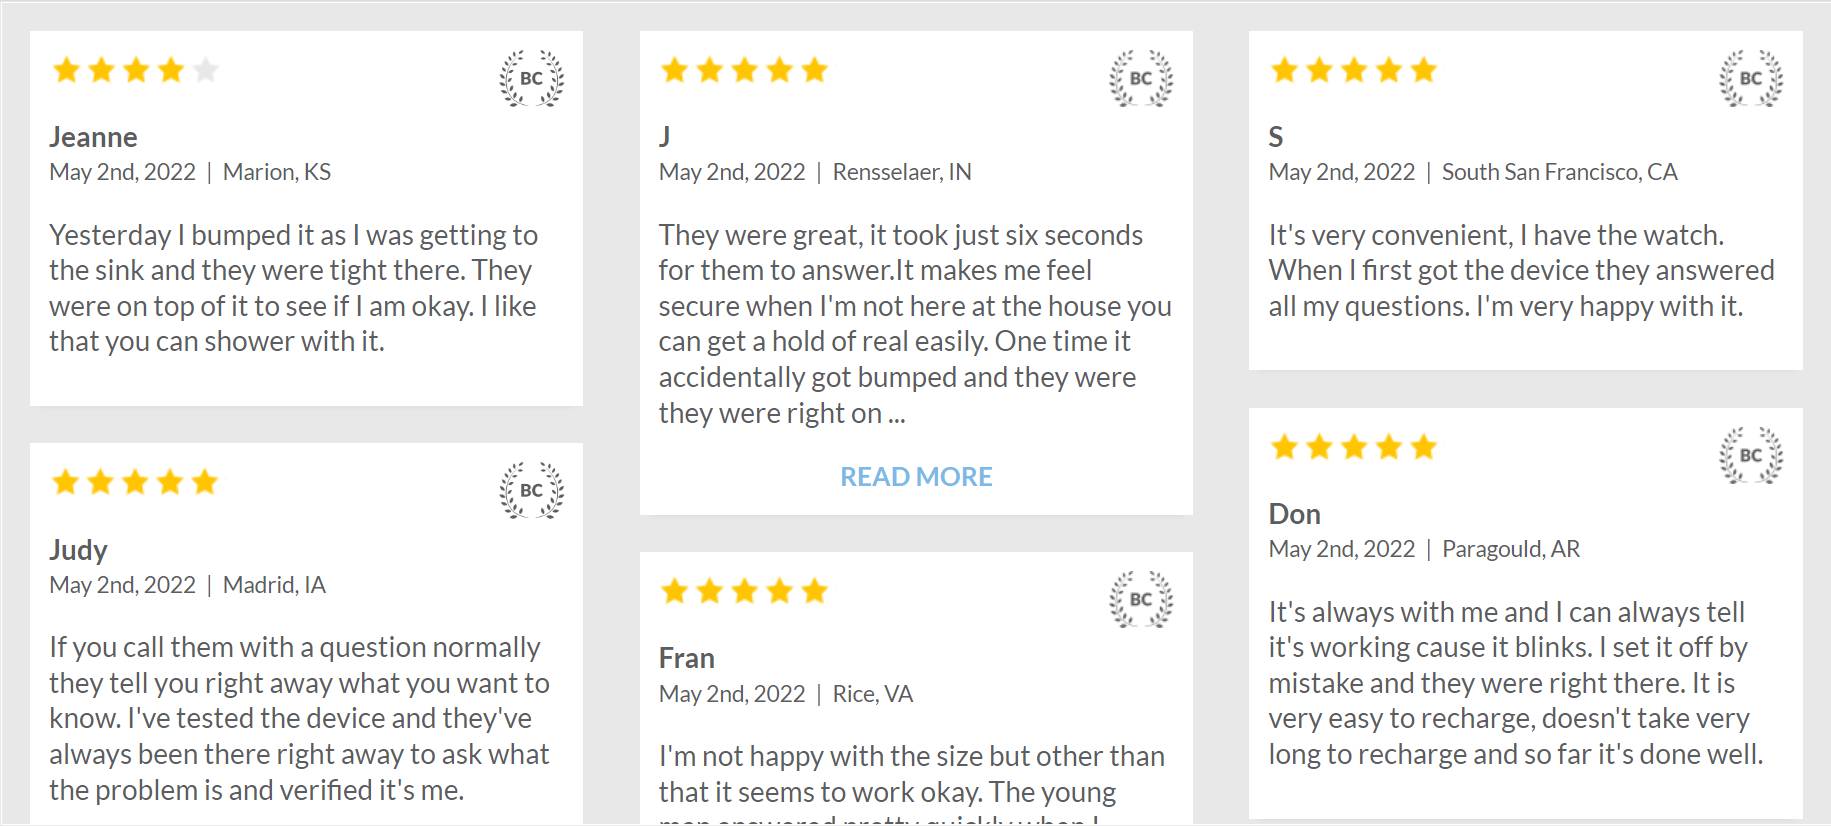 BC
Jeanne
May 2nd, 2022 | Marion, KS
Yesterday I bumped it as I was getting to
the sink and they were tight there. They
were on top of it to see if I am okay. I like
that you can shower with it.
BC
Judy
May 2nd, 2022 | Madrid, IA
If you call them with a question normally
they tell you right away what you want to
know. I've tested the device and they've
always been there right away to ask what
the problem is and verified it's me.
BC
J
May 2nd, 2022 | Rensselaer, IN
They were great, it took just six seconds
for them to answer.It makes me feel
secure when I'm not here at the house you
can get a hold of real easily. One time it
accidentally got bumped and they were
they were right on ...
READ MORE
BC
Fran
May 2nd, 2022 | Rice, VA
I'm not happy with the size but other than
that it seems to work okay. The young
man answered pretty quickly when I
BC
S
May 2nd, 2022 | South San Francisco, CA
It's very convenient, I have the watch.
When I first got the device they answered
all my questions. I'm very happy with it.
BC
Don
May 2nd, 2022 | Paragould, AR
It's always with me and I can always tell
it's working cause it blinks. I set it off by
mistake and they were right there. It is
very easy to recharge, doesn't take very
long to recharge and so far it's done well.